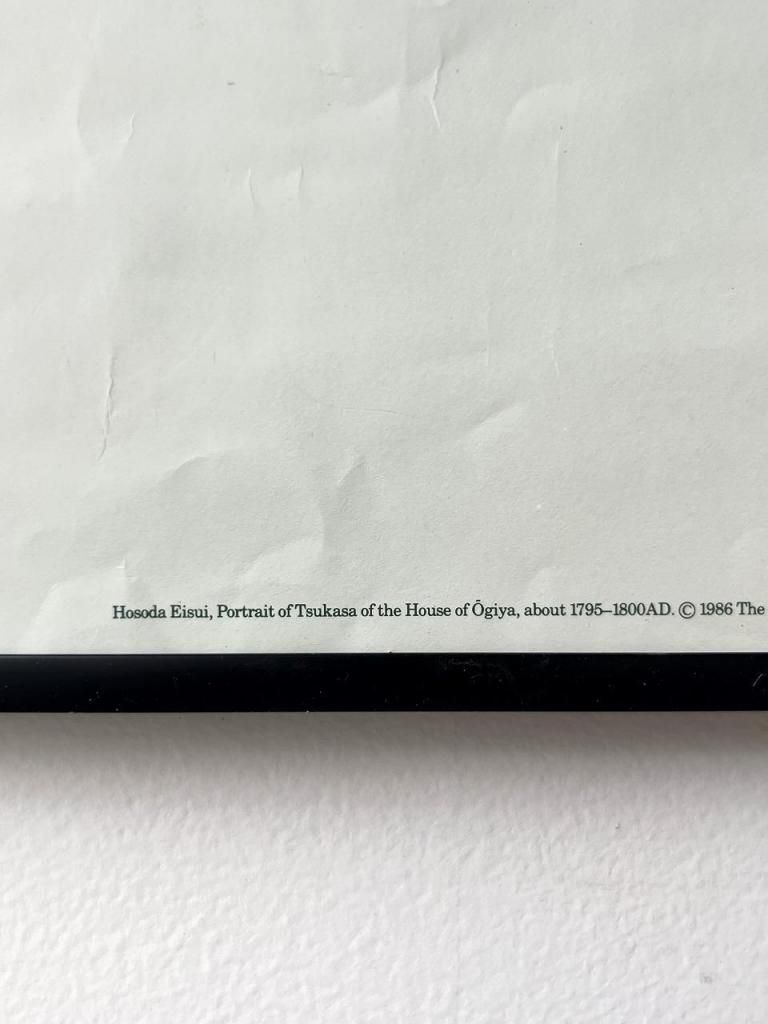 Hosoda Eisui, Portrait of Tsukasa of the House of Ōgiya, about 1795–1800AD. © 1986 The